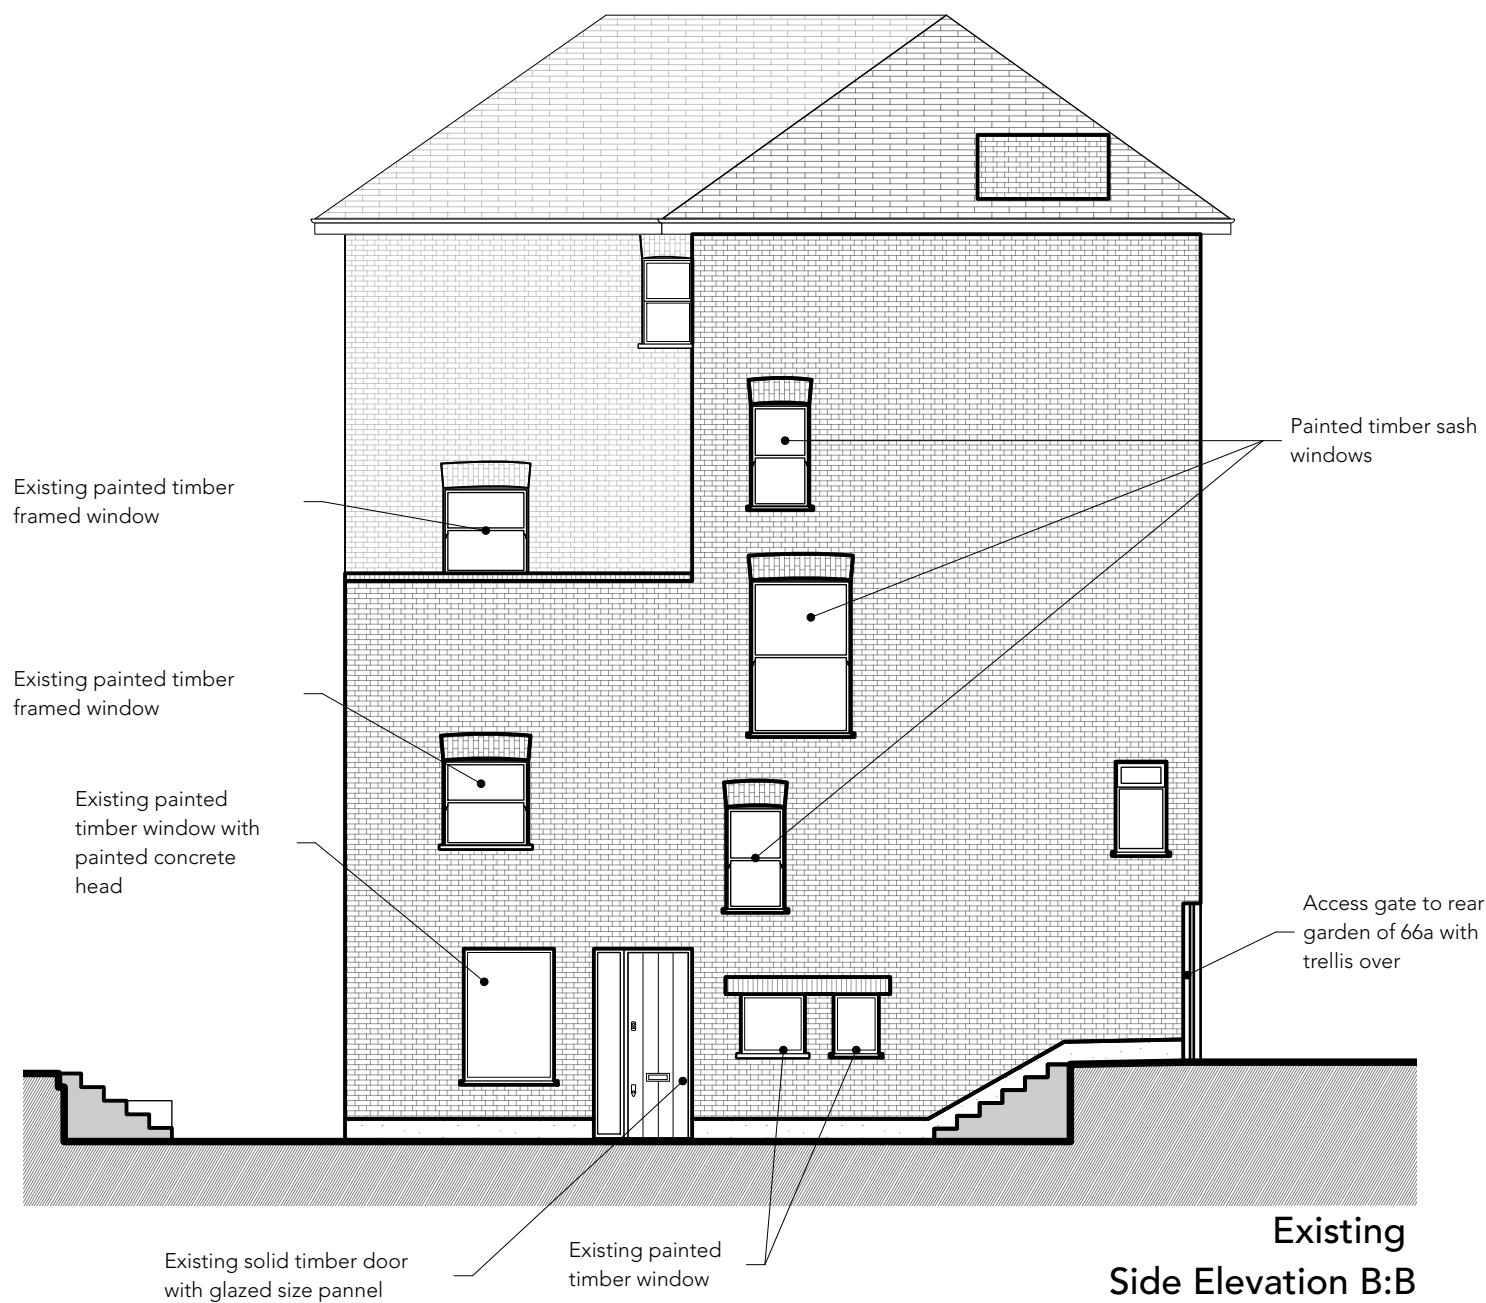 Painted timber sash
windows
Existing painted timber
framed window
Existing painted timber
framed window
Existing painted
timber window with
painted concrete
head
Access gate to rear
garden of 66a with
trellis over
Existing solid timber door
with glazed size pannel
Existing painted
timber window
Existing
Side Elevation B:B